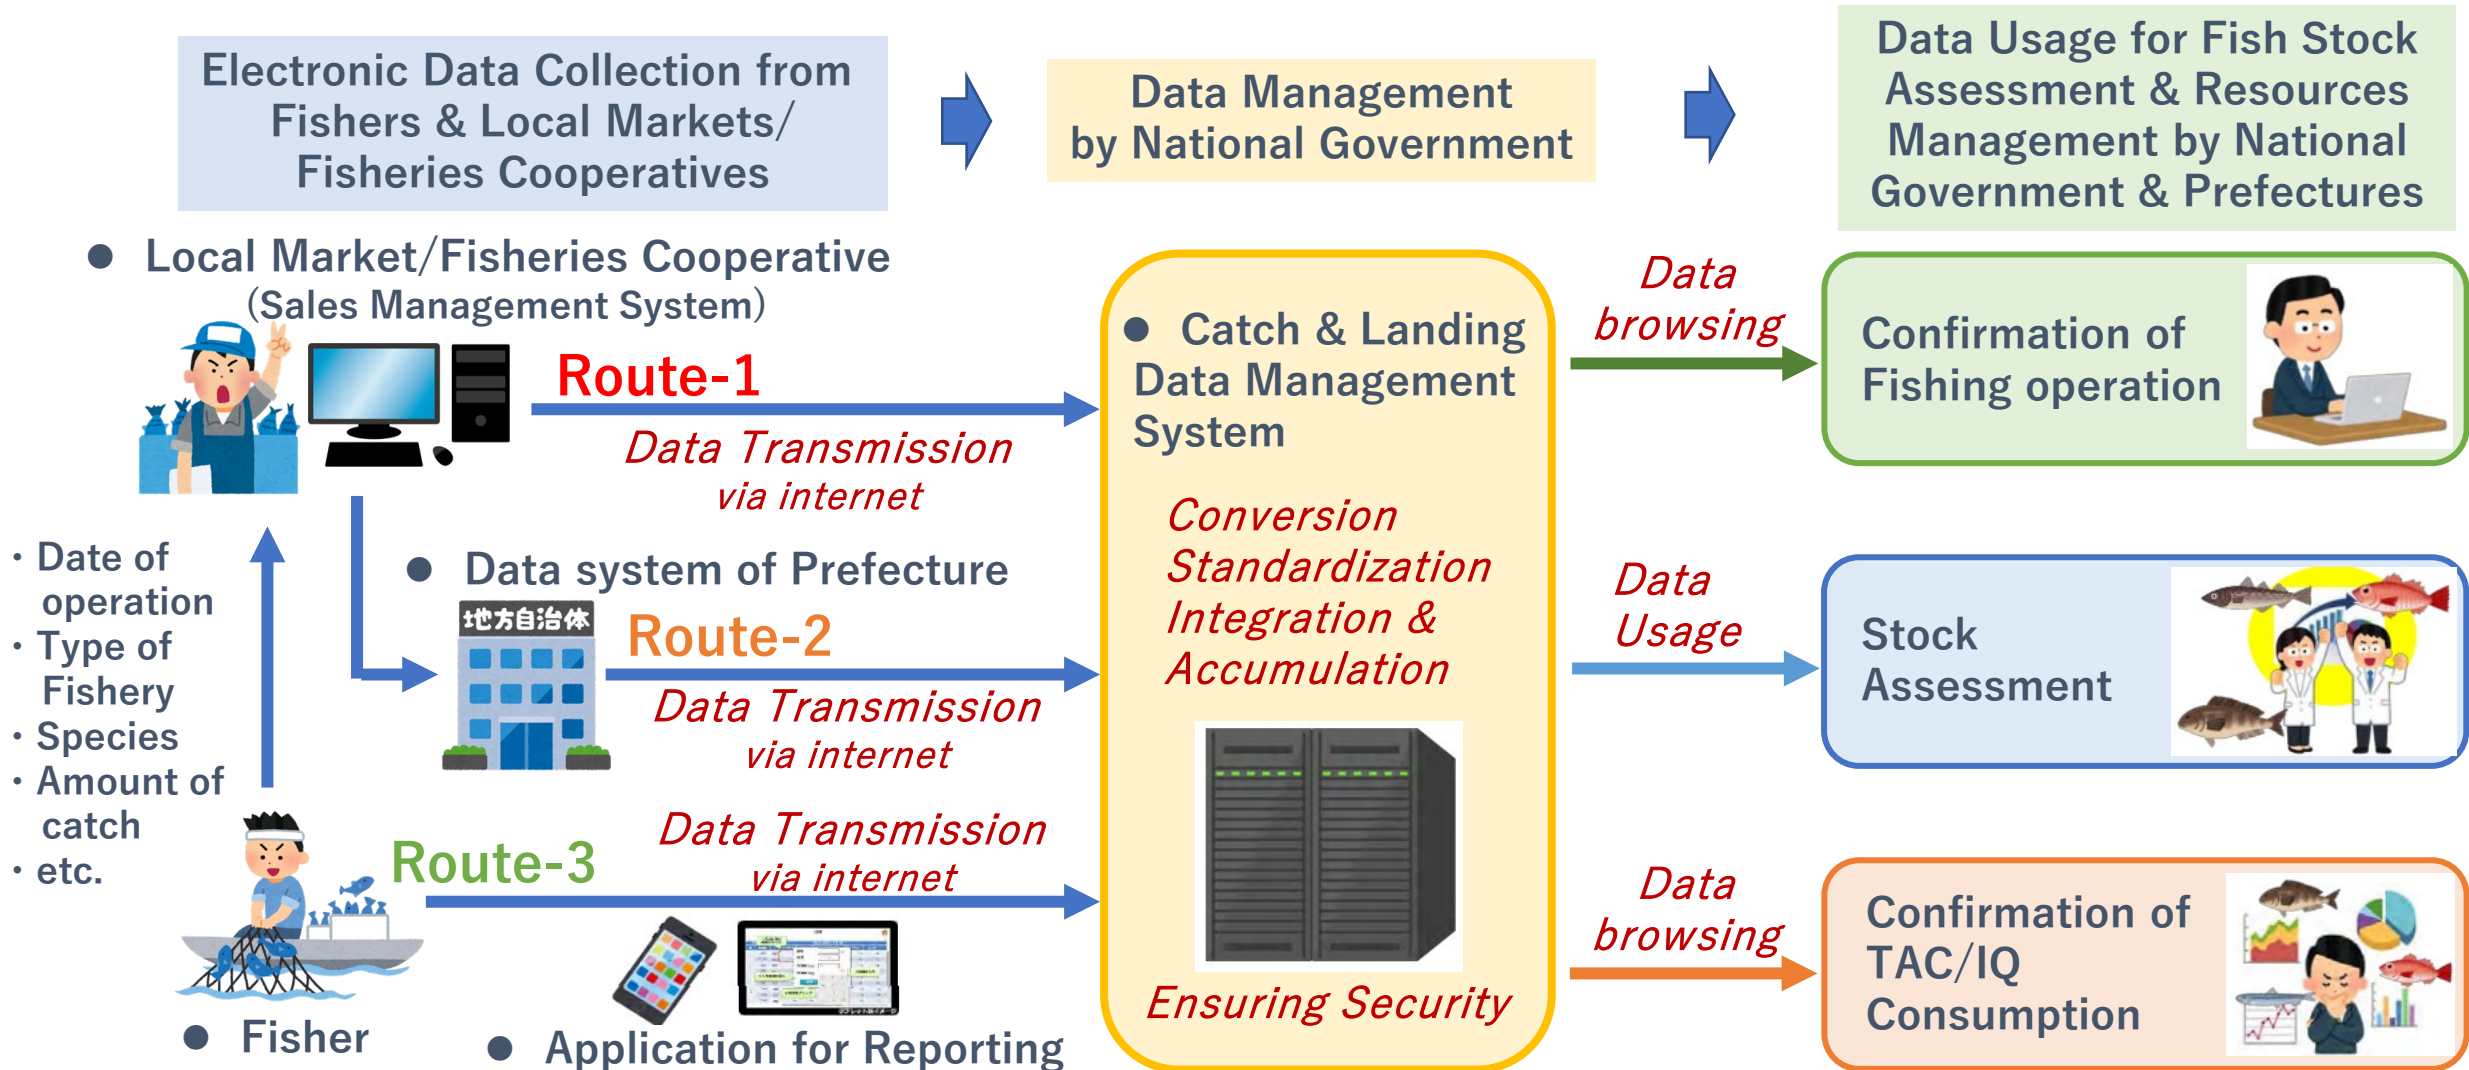 Electronic Data Collection from
Fishers & Local Markets/
Fisheries Cooperatives
Data Management
by National Government
Data Usage for Fish Stock
Assessment & Resources
Management by National
Government & Prefectures
● Local Market/Fisheries Cooperative
(Sales Management System)
Route-1
Data Transmission
via internet
・Date of
operation
・Type of
Fishery
・Species
・Amount of
catch
・etc.
● Data system of Prefecture
地方自治体
Route-2
Data Transmission
via internet
Route-3
Data Transmission
via internet
● Fisher
● Application for Reporting
● Catch & Landing
Data Management
System
Conversion
Standardization
Integration &
Accumulation
Ensuring Security
Data
browsing
Confirmation of
Fishing operation
Data
Usage
Stock
Assessment
Data
browsing
Confirmation of
TAC/IQ
Consumption